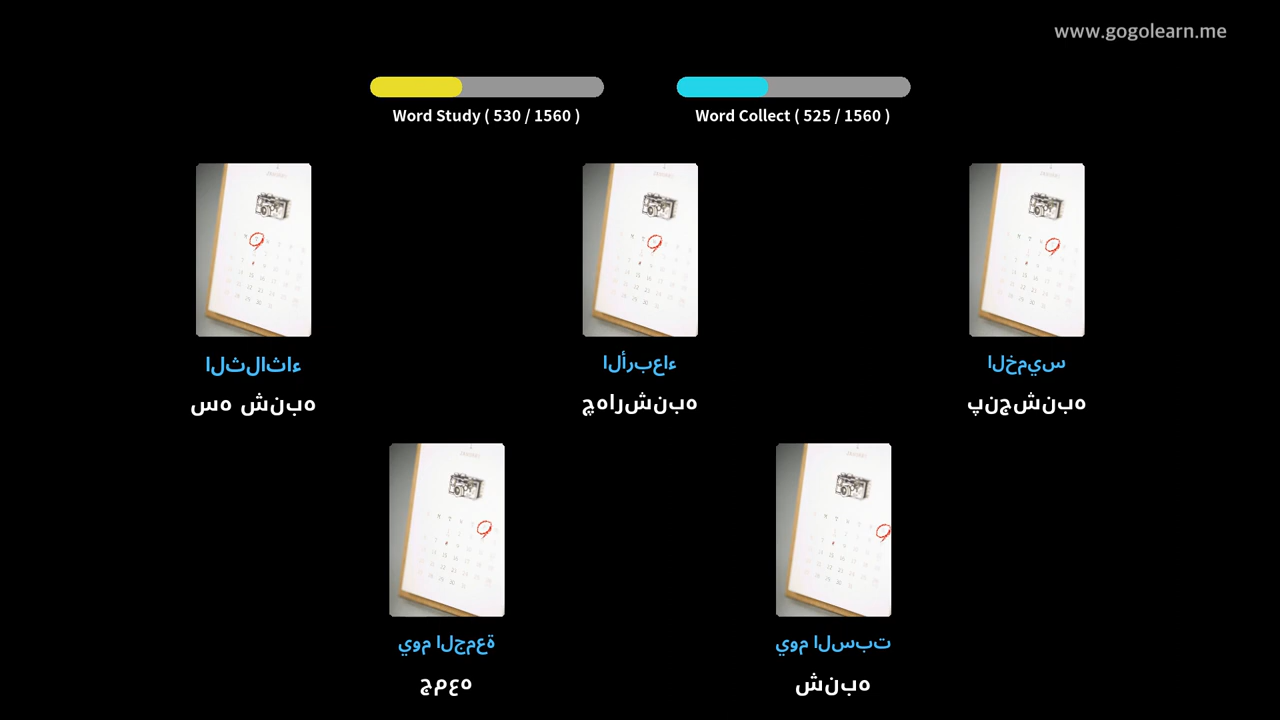 www.gogolearn.me
Word Study ( 530 / 1560 )
Word Collect ( 525 / 1560 )
الثلاثاء
سه شنبه
الأربعاء
چهارشنبه
الخميس
پنجشنبه
يوم الجمعة
جمعه
يوم السبت
شنبه